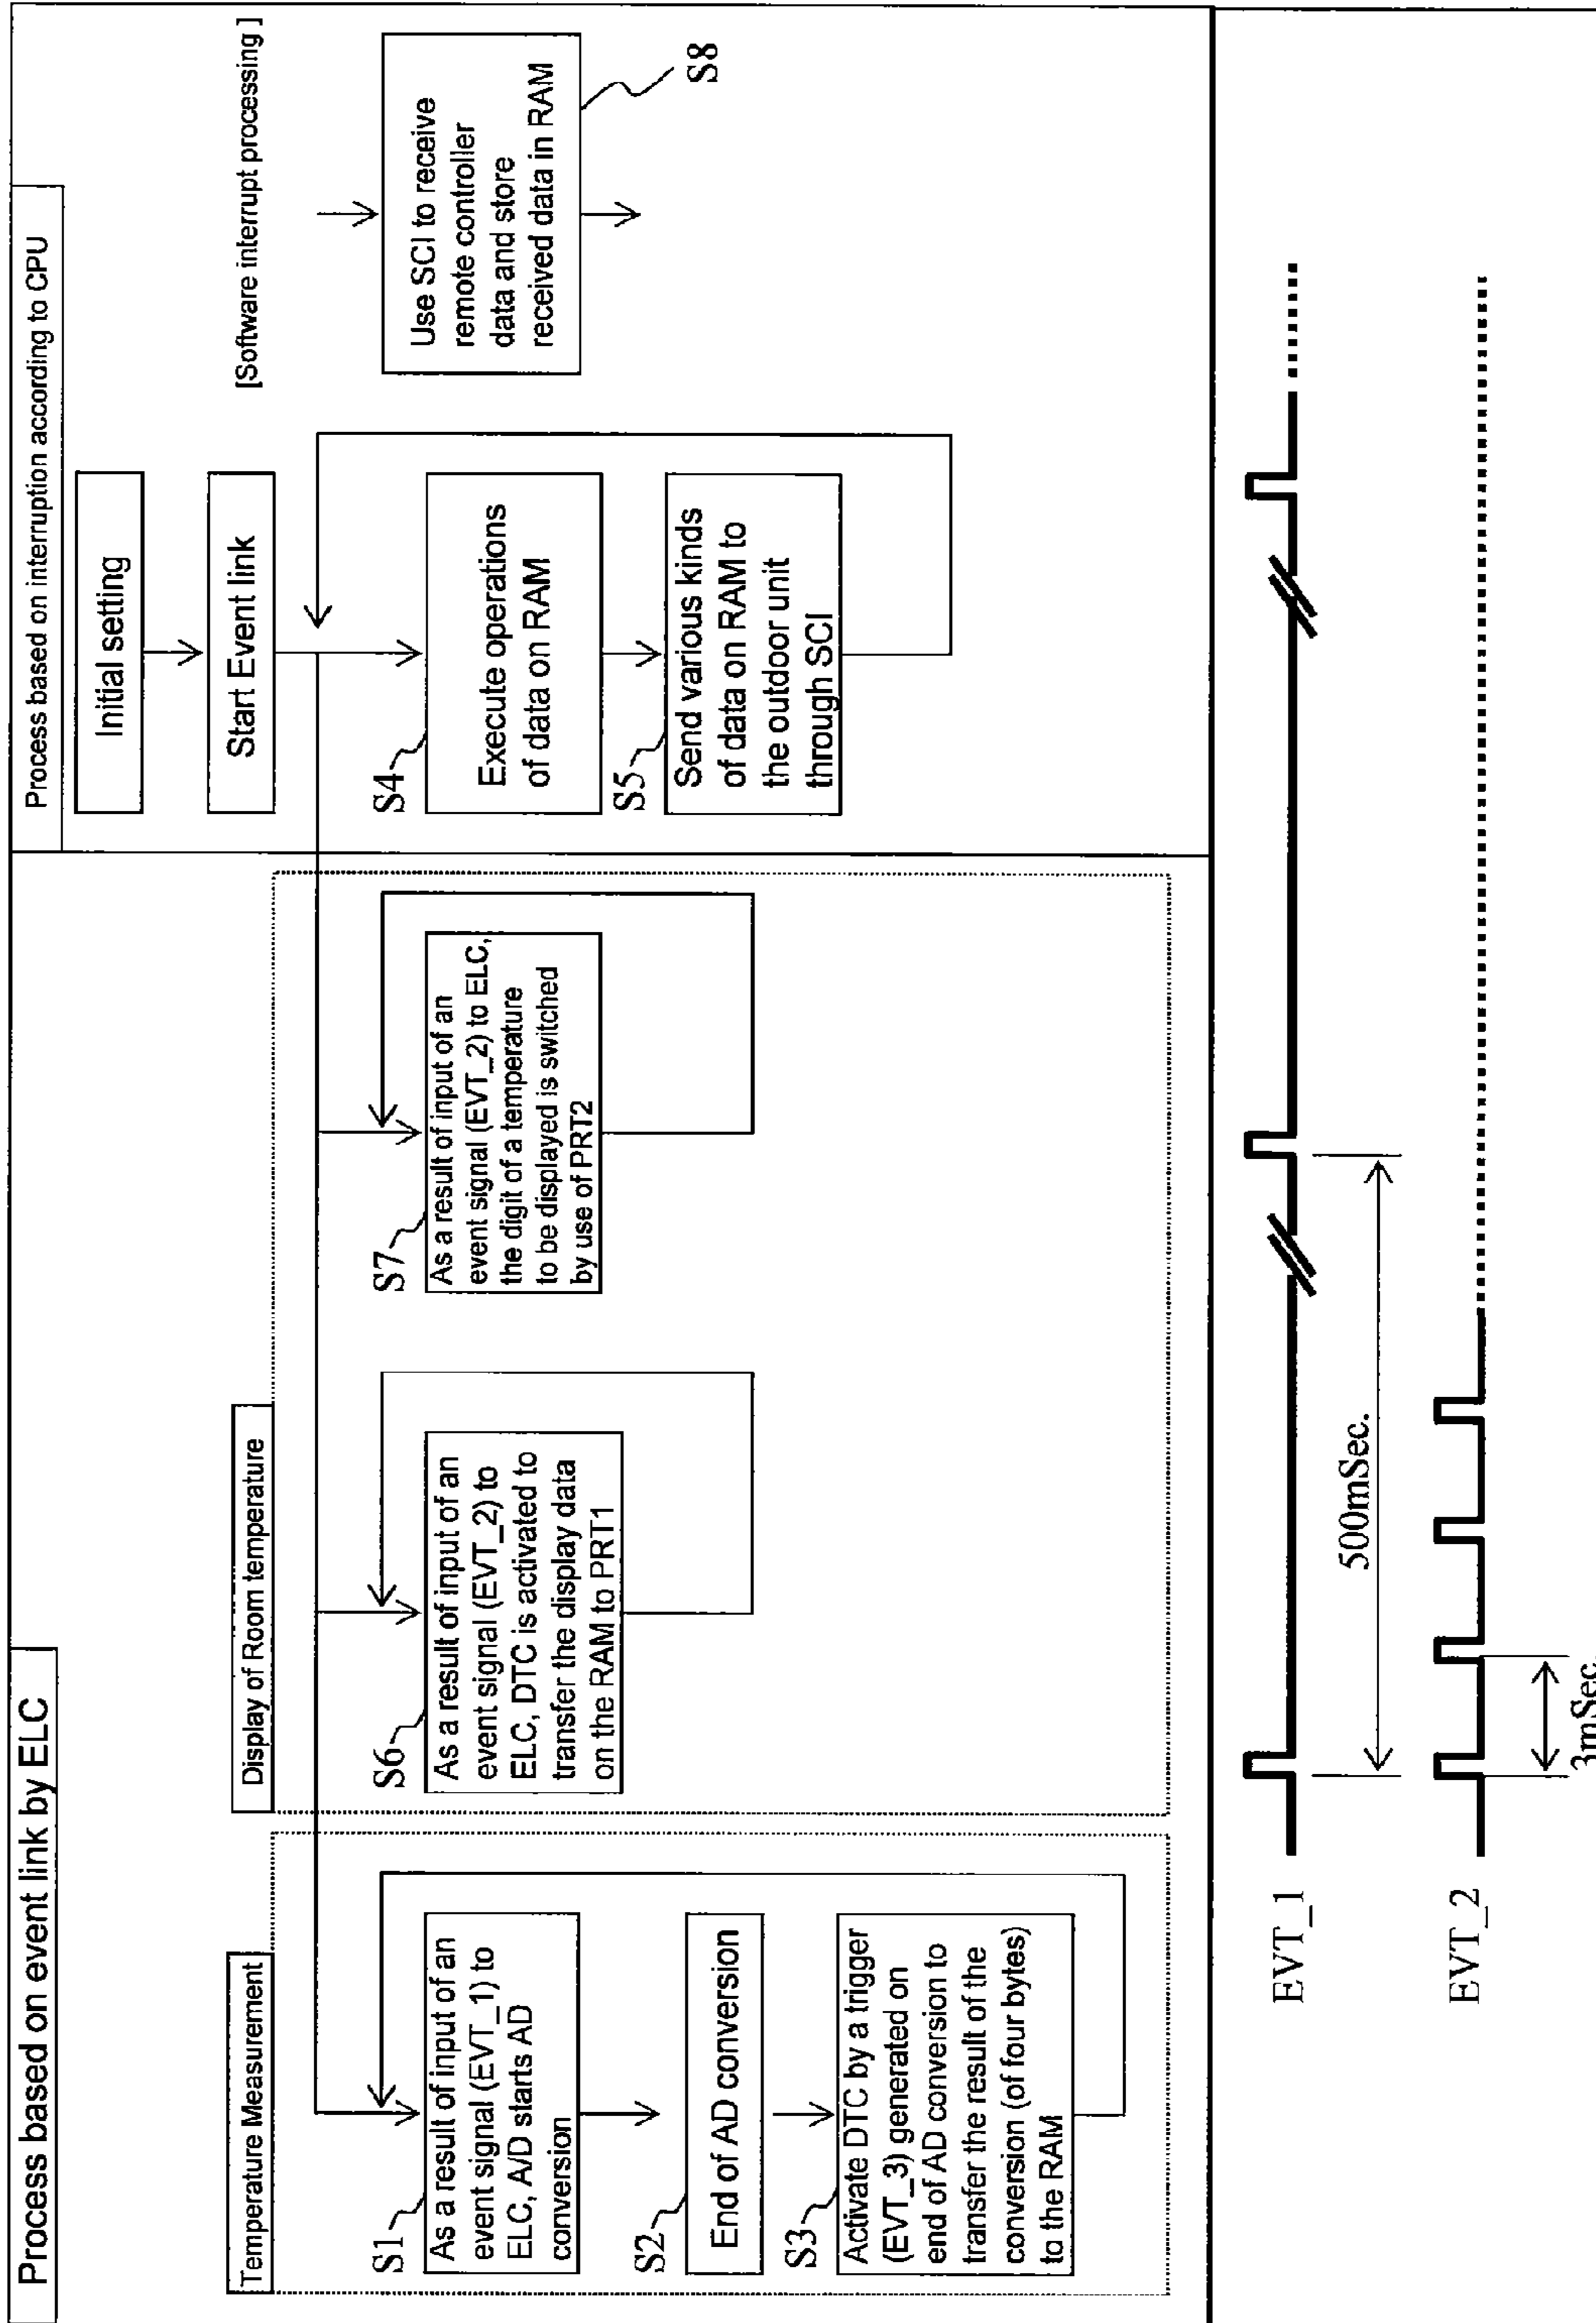 Process based on event link by ELC
Process based on interruption according to CPU
Initial setting
Start Event link
[Software interrupt processing ]
Temperature Measurement
S1
As a result of input of an
event signal (EVT_1) to
ELC, A/D starts AD
conversion
S2
End of AD conversion
S3
Activate DTC by a trigger
(EVT_3) generated on
end of AD conversion to
transfer the result of the
conversion (of four bytes)
to the RAM
Display of Room temperature
S6
As a result of input of an
event signal (EVT_2) to
ELC, DTC is activated to
transfer the display data
on the RAM to PRT1
S7
As a result of input of an
event signal (EVT_2) to ELC,
the digit of a temperature
to be displayed is switched
by use of PRT2
S4
Execute operations
of data on RAM
S5
Send various kinds
of data on RAM to
the outdoor unit
through SCI
Use SCI to receive
remote controller
data and store
received data in RAM
S8
EVT_1
500mSec.
EVT_2
3mSec.